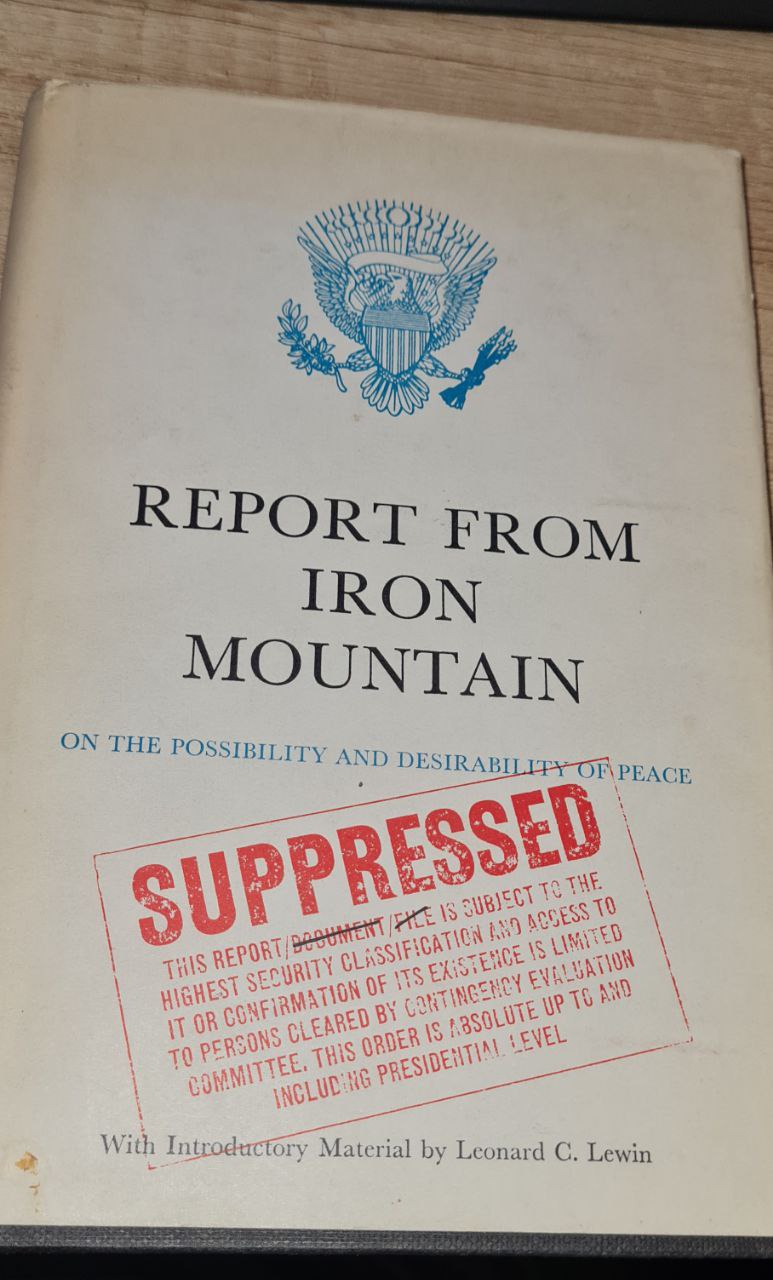 REPORT FROM
IRON
MOUNTAIN
ON THE POSSIBILITY AND DESIRABILITY OF PEACE
SUPPRESSED
THIS REPORT/DOCUMENT/FILE IS SUBJECT TO THE
HIGHEST SECURITY CLASSIFICATION AND ACCESS TO
IT OR CONFIRMATION OF ITS EXISTENCE IS LIMITED
TO PERSONS CLEARED BY CONTINGENCY EVALUATION
COMMITTEE. THIS ORDER IS ABSOLUTE UP TO AND
INCLUDING PRESIDENTIAL LEVEL
With Introductory Material by Leonard C. Lewin